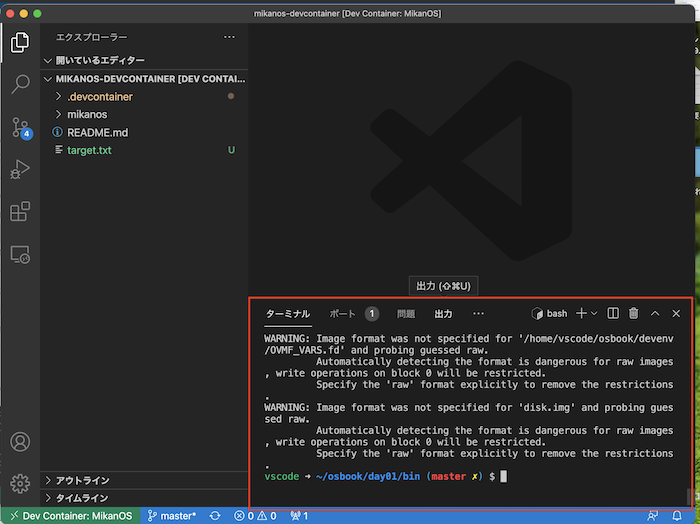 mikanos-devcontainer [Dev Container: MikanOS]
エクスプローラー
開いているエディター
MIKANOS-DEVCONTAINER [DEV CONTAI...
.devcontainer
mikanos
README.md
target.txt U
4
出力 (⇧⌘U)
ターミナル ポート 1 問題 出力 ... bash
WARNING: Image format was not specified for '/home/vscode/osbook/devenv
/OVMF_VARS.fd' and probing guessed raw.
Automatically detecting the format is dangerous for raw images
, write operations on block 0 will be restricted.
Specify the 'raw' format explicitly to remove the restrictions
.
WARNING: Image format was not specified for 'disk.img' and probing gues
sed raw.
Automatically detecting the format is dangerous for raw images
, write operations on block 0 will be restricted.
Specify the 'raw' format explicitly to remove the restrictions
.
vscode ➜ ~/osbook/day01/bin (master ✗) $
アウトライン
タイムライン
Dev Container: MikanOS master* 0 0 1